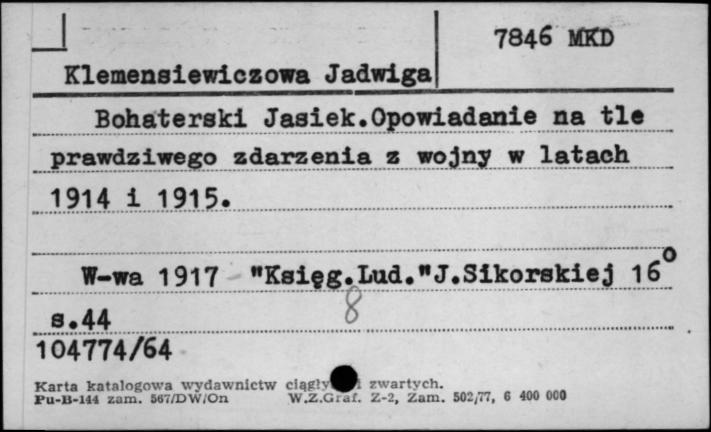 7846 MKD
Klemensiewiczowa Jadwiga
Bohaterski Jasiek.Opowiadanie na tle
prawdziwego zdarzenia z wojny w latach
1914 i 1915.
W-wa 1917 "Księg.Lud."J.Sikorskiej 16°
8
s.44
104774/64
Karta katalogowa wydawnictw ciągły i zwartych.
Pu-B-144 zam. 567/DW/On W.Z.Graf. Z-2, Zam. 502/77, 6 400 000